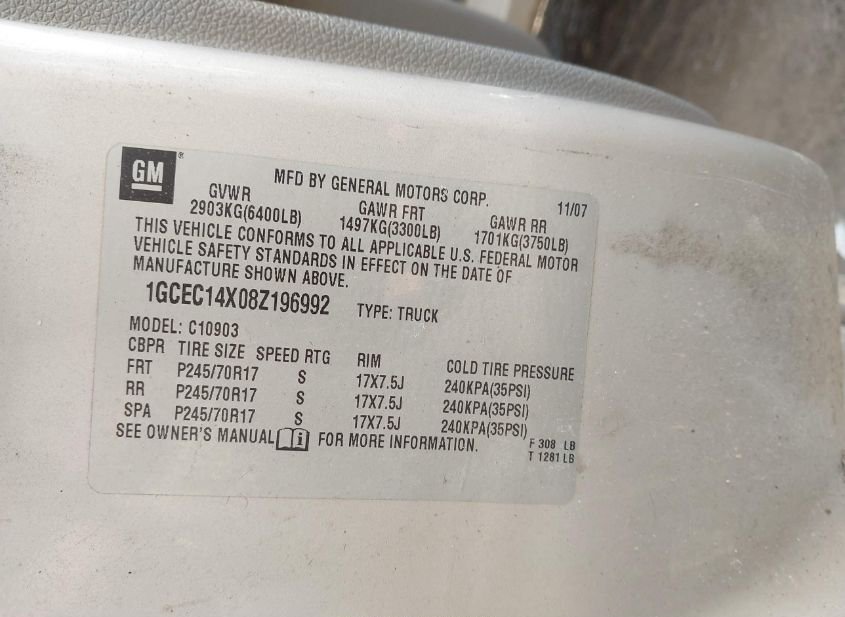 GM
MFD BY GENERAL MOTORS CORP. 11/07
GVWR GAWR FRT GAWR RR
2903KG(6400LB) 1497KG(3300LB) 1701KG(3750LB)
THIS VEHICLE CONFORMS TO ALL APPLICABLE U.S. FEDERAL MOTOR
VEHICLE SAFETY STANDARDS IN EFFECT ON THE DATE OF
MANUFACTURE SHOWN ABOVE.
1GCEC14X08Z196992 TYPE: TRUCK
MODEL: C10903
CBPR TIRE SIZE SPEED RTG RIM COLD TIRE PRESSURE
FRT P245/70R17 S 17X7.5J 240KPA(35PSI)
RR P245/70R17 S 17X7.5J 240KPA(35PSI)
SPA P245/70R17 S 17X7.5J 240KPA(35PSI)
SEE OWNER'S MANUAL i FOR MORE INFORMATION.
F 308 LB
T 1281 LB